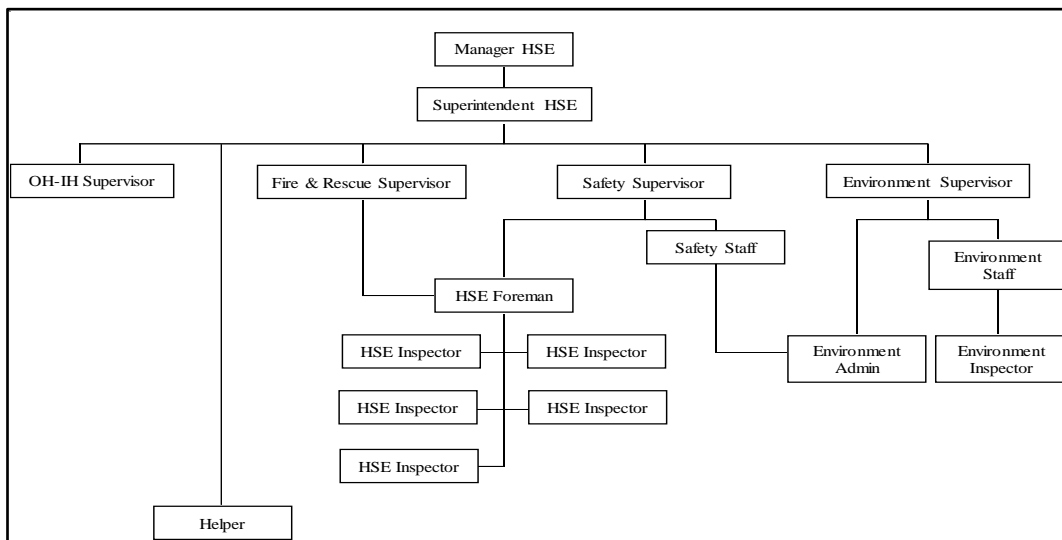 Manager HSE
Superintendent HSE
OH-IH Supervisor
Fire & Rescue Supervisor
Safety Supervisor
Environment Supervisor
Safety Staff
Environment
Staff
HSE Foreman
HSE Inspector
HSE Inspector
Environment
Admin
Environment
Inspector
HSE Inspector
HSE Inspector
HSE Inspector
Helper